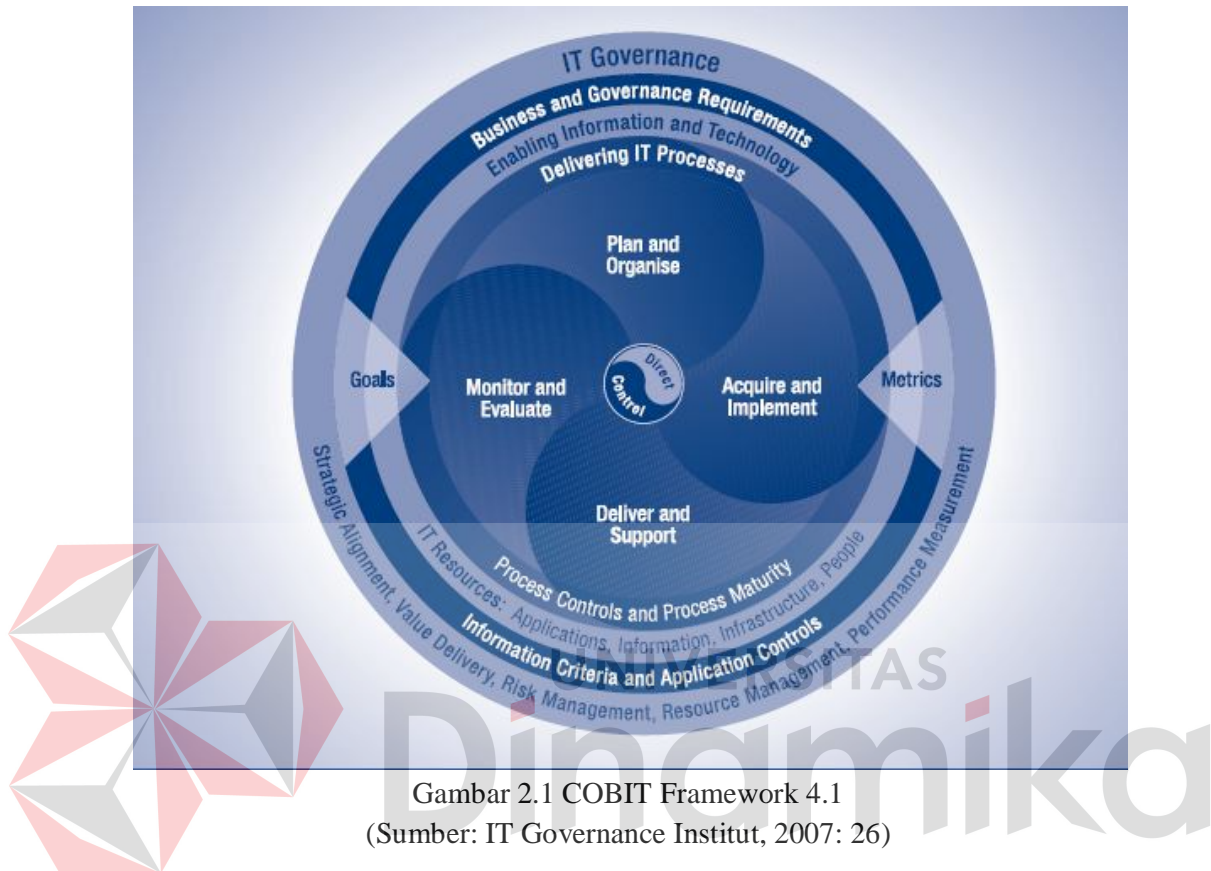 IT Governance
Business and Governance Requirements
Enabling Information and Technology
Delivering IT Processes
Plan and
Organise
Goals
Monitor and
Evaluate
Direct
Control
Acquire and
Implement
Metrics
Deliver and
Support
Process Controls and Process Maturity
IT Resources: Applications, Information, Infrastructure, People
Information Criteria and Application Controls
Strategic Alignment, Value Delivery, Risk Management, Resource Management, Performance Measurement
UNIVERSITAS
Dinamika
Gambar 2.1 COBIT Framework 4.1
(Sumber: IT Governance Institut, 2007: 26)